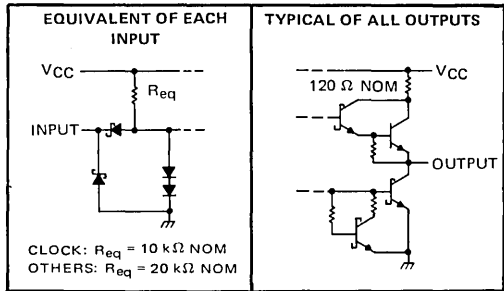 EQUIVALENT OF EACH
INPUT
VCC
Req
INPUT
CLOCK: Req = 10 kΩ NOM
OTHERS: Req = 20 kΩ NOM
TYPICAL OF ALL OUTPUTS
VCC
120 Ω NOM
OUTPUT